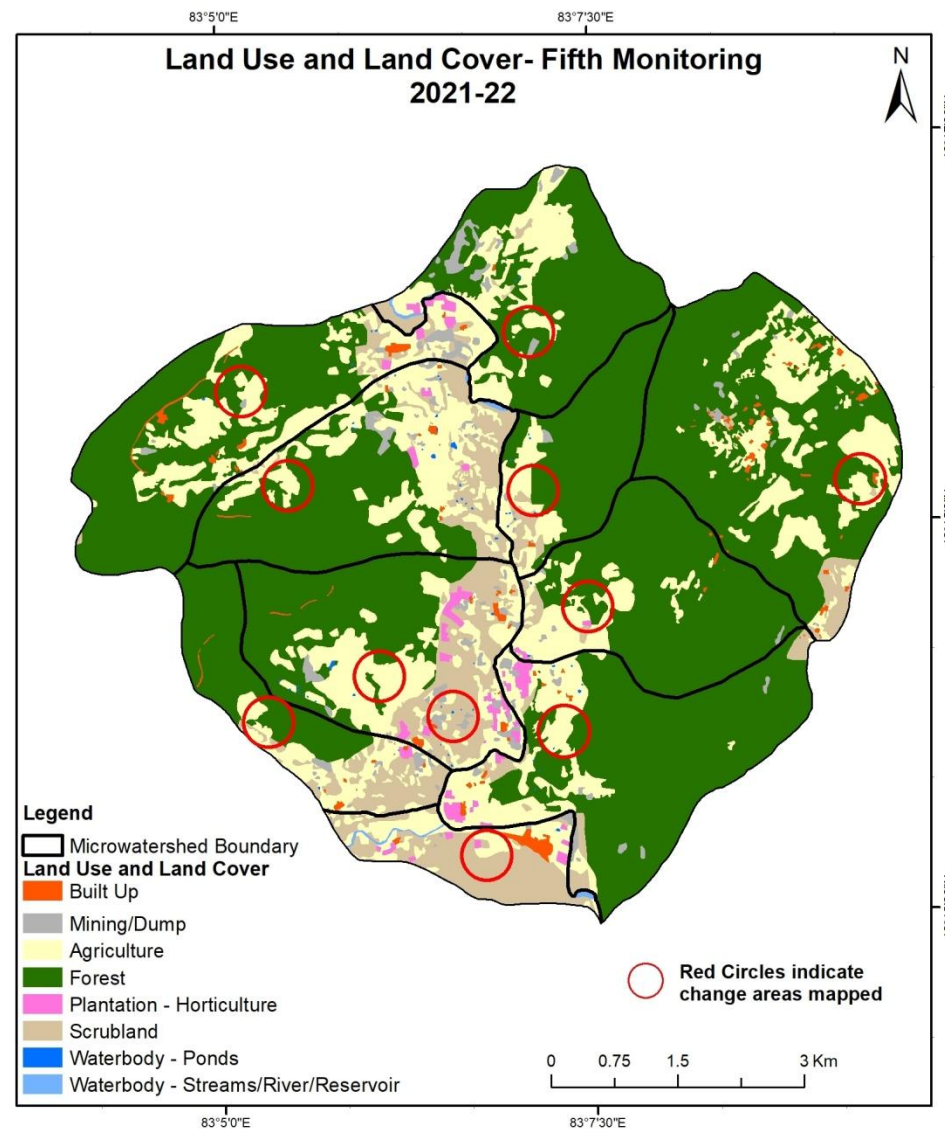 83°5'0"E
83°7'30"E
Land Use and Land Cover- Fifth Monitoring
2021-22
N
Legend
Microwatershed Boundary
Land Use and Land Cover
Built Up
Mining/Dump
Agriculture
Forest
Plantation - Horticulture
Scrubland
Waterbody - Ponds
Waterbody - Streams/River/Reservoir
Red Circles indicate
change areas mapped
0 0.75 1.5 3 Km
83°5'0"E
83°7'30"E